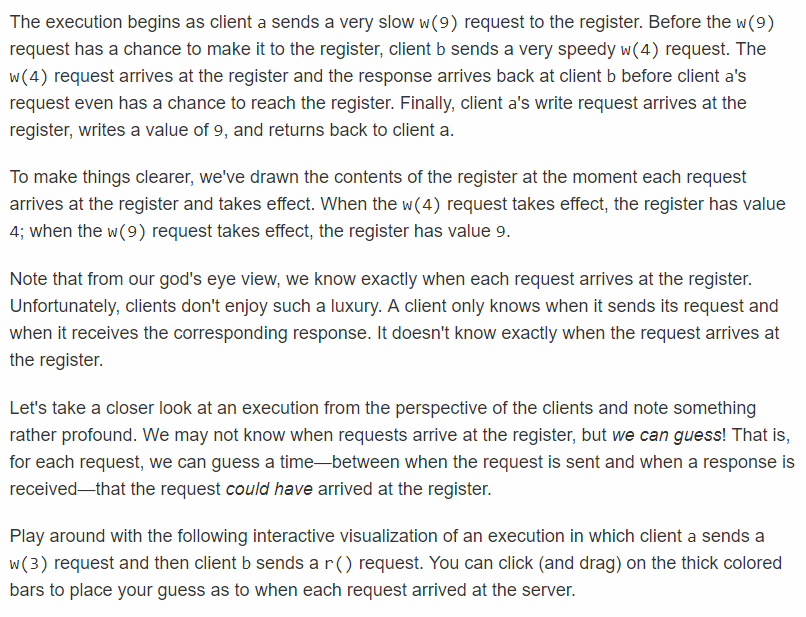 The execution begins as client a sends a very slow w(9) request to the register. Before the w(9)
request has a chance to make it to the register, client b sends a very speedy w(4) request. The
w(4) request arrives at the register and the response arrives back at client b before client a's
request even has a chance to reach the register. Finally, client a's write request arrives at the
register, writes a value of 9, and returns back to client a.
To make things clearer, we've drawn the contents of the register at the moment each request
arrives at the register and takes effect. When the w(4) request takes effect, the register has value
4; when the w(9) request takes effect, the register has value 9.
Note that from our god's eye view, we know exactly when each request arrives at the register.
Unfortunately, clients don't enjoy such a luxury. A client only knows when it sends its request and
when it receives the corresponding response. It doesn't know exactly when the request arrives at
the register.
Let's take a closer look at an execution from the perspective of the clients and note something
rather profound. We may not know when requests arrive at the register, but we can guess! That is,
for each request, we can guess a time—between when the request is sent and when a response is
received—that the request could have arrived at the register.
Play around with the following interactive visualization of an execution in which client a sends a
w(3) request and then client b sends a r() request. You can click (and drag) on the thick colored
bars to place your guess as to when each request arrived at the server.